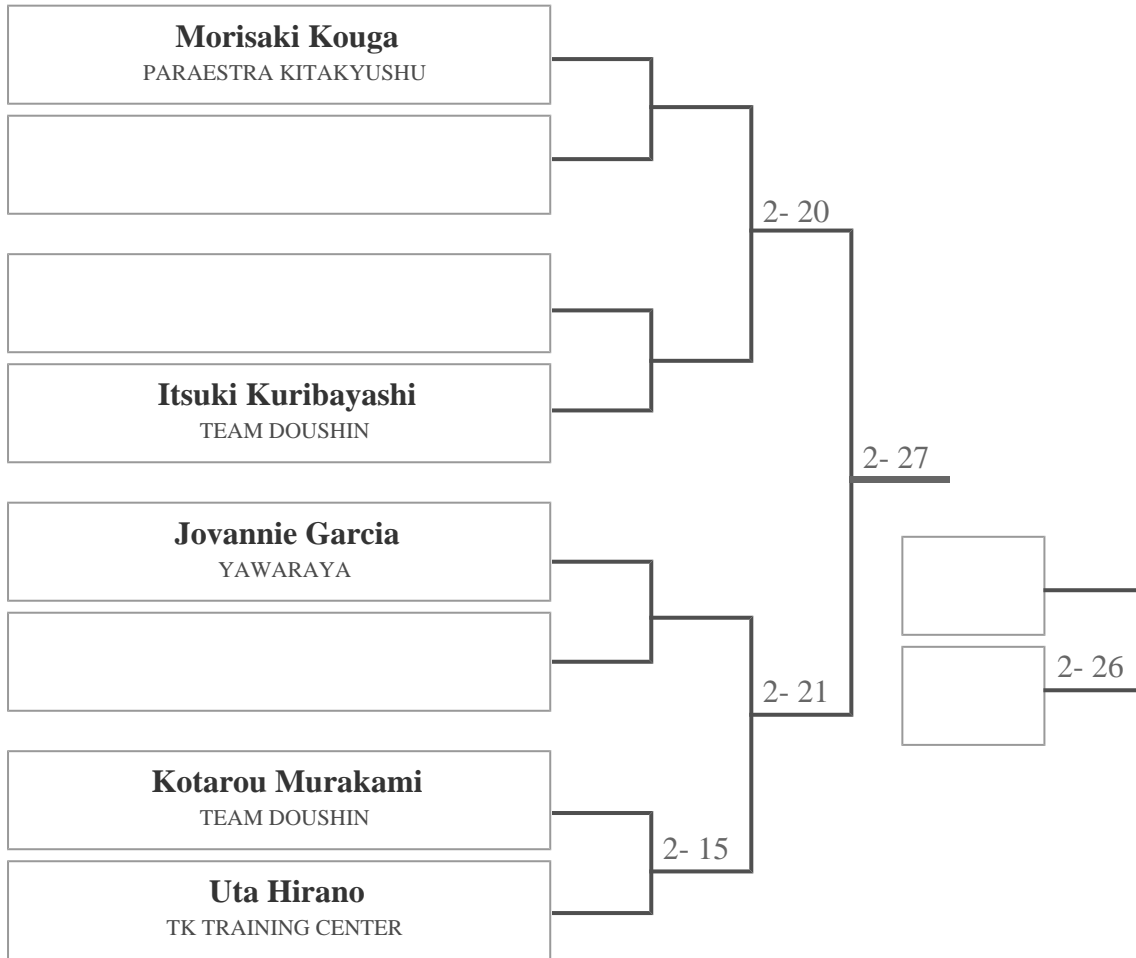 Morisaki Kouga
PARAESTRA KITAKYUSHU
2- 20
Itsuki Kuribayashi
TEAM DOUSHIN
2- 27
Jovannie Garcia
YAWARAYA
2- 26
2- 21
Kotarou Murakami
TEAM DOUSHIN
2- 15
Uta Hirano
TK TRAINING CENTER